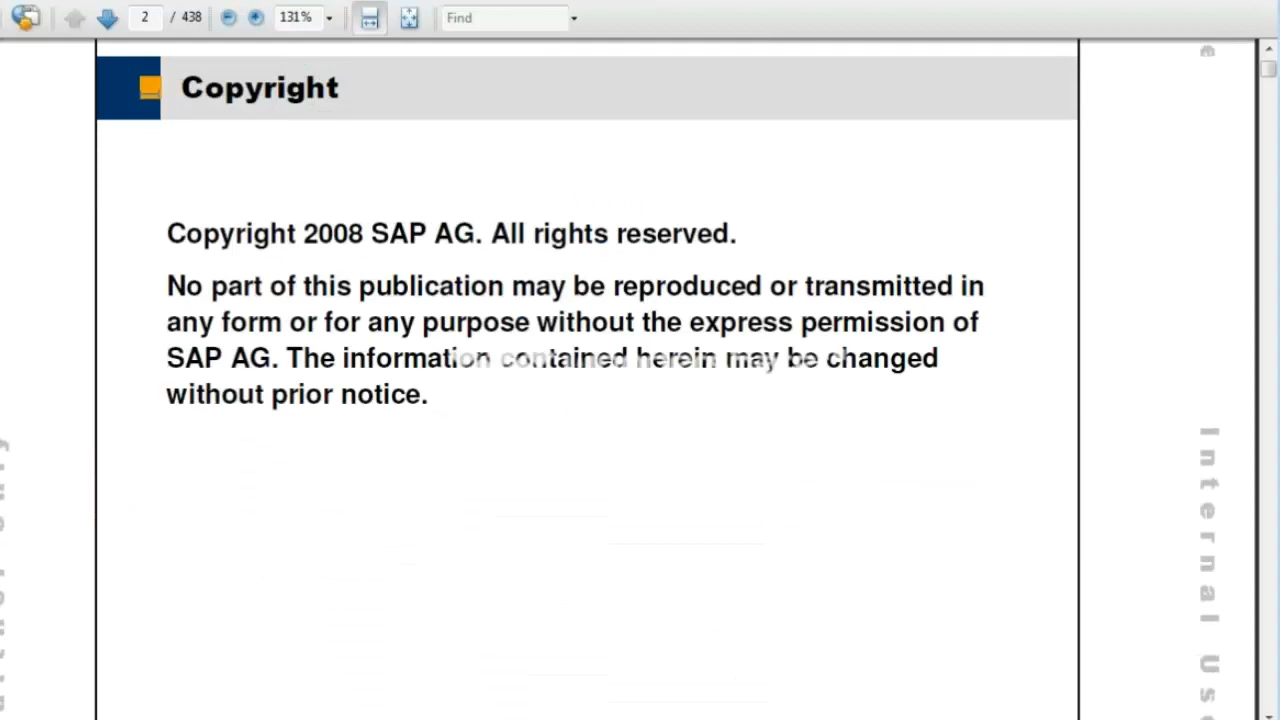 2 / 438 131% Find
Copyright
Copyright 2008 SAP AG. All rights reserved.
No part of this publication may be reproduced or transmitted in
any form or for any purpose without the express permission of
SAP AG. The information contained herein may be changed
without prior notice.
Internal